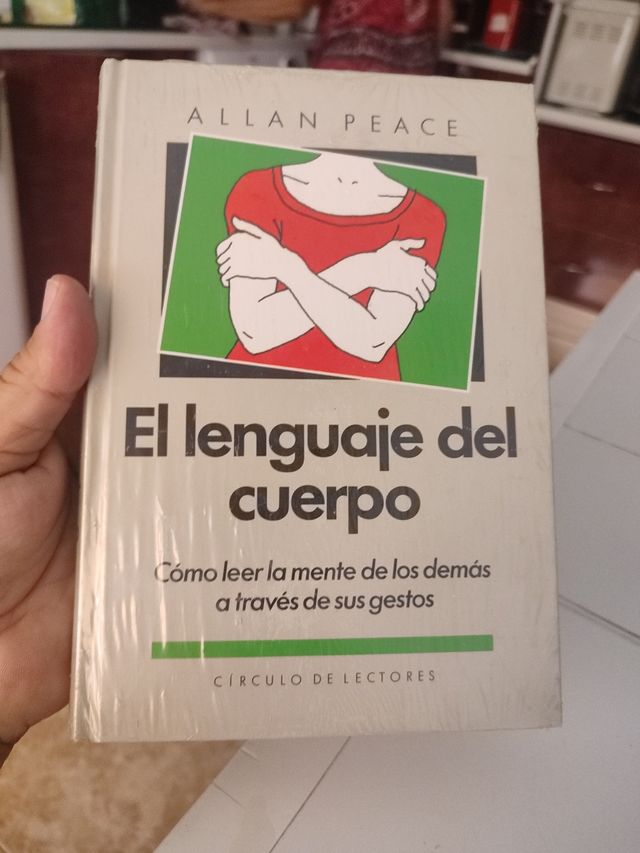 ALLAN PEACE
El lenguaje del
cuerpo
Cómo leer la mente de los demás
a través de sus gestos
CÍRCULO DE LECTORES